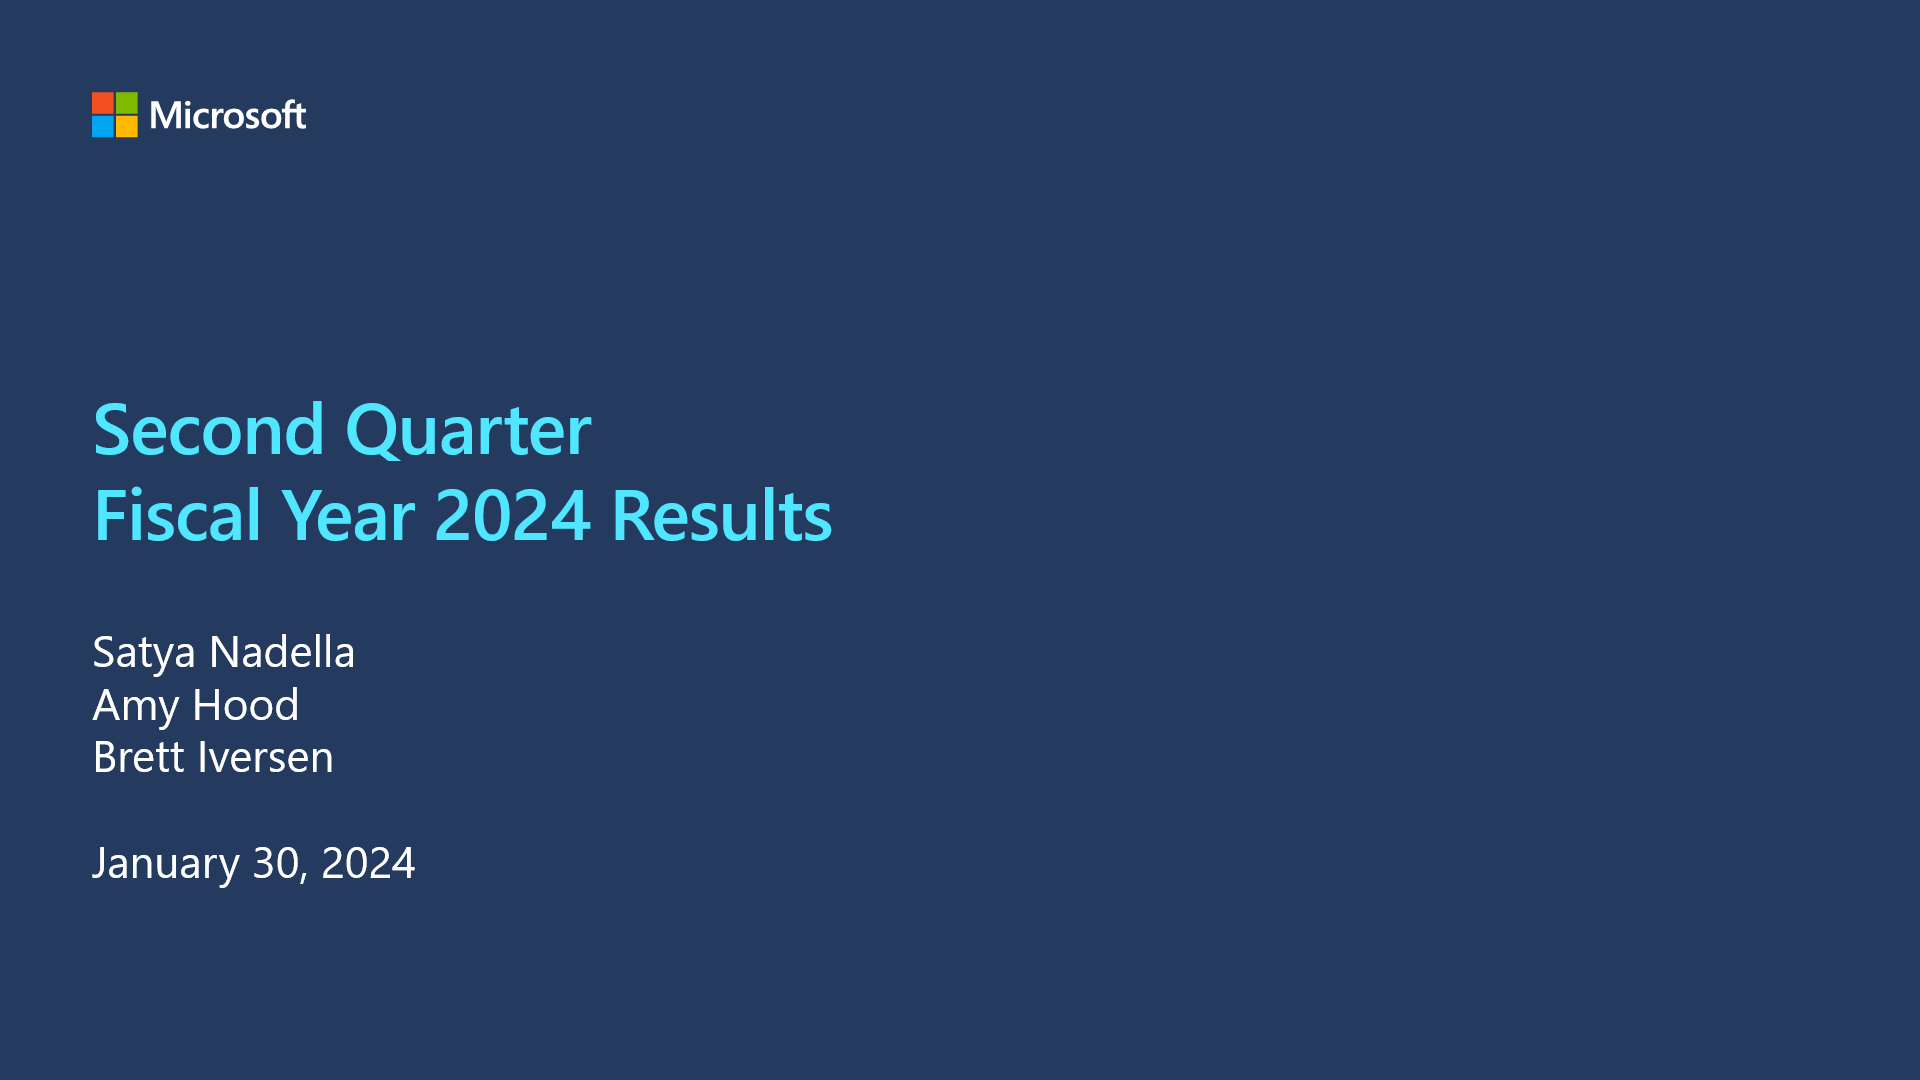 Microsoft
Second Quarter
Fiscal Year 2024 Results
Satya Nadella
Amy Hood
Brett Iversen
January 30, 2024